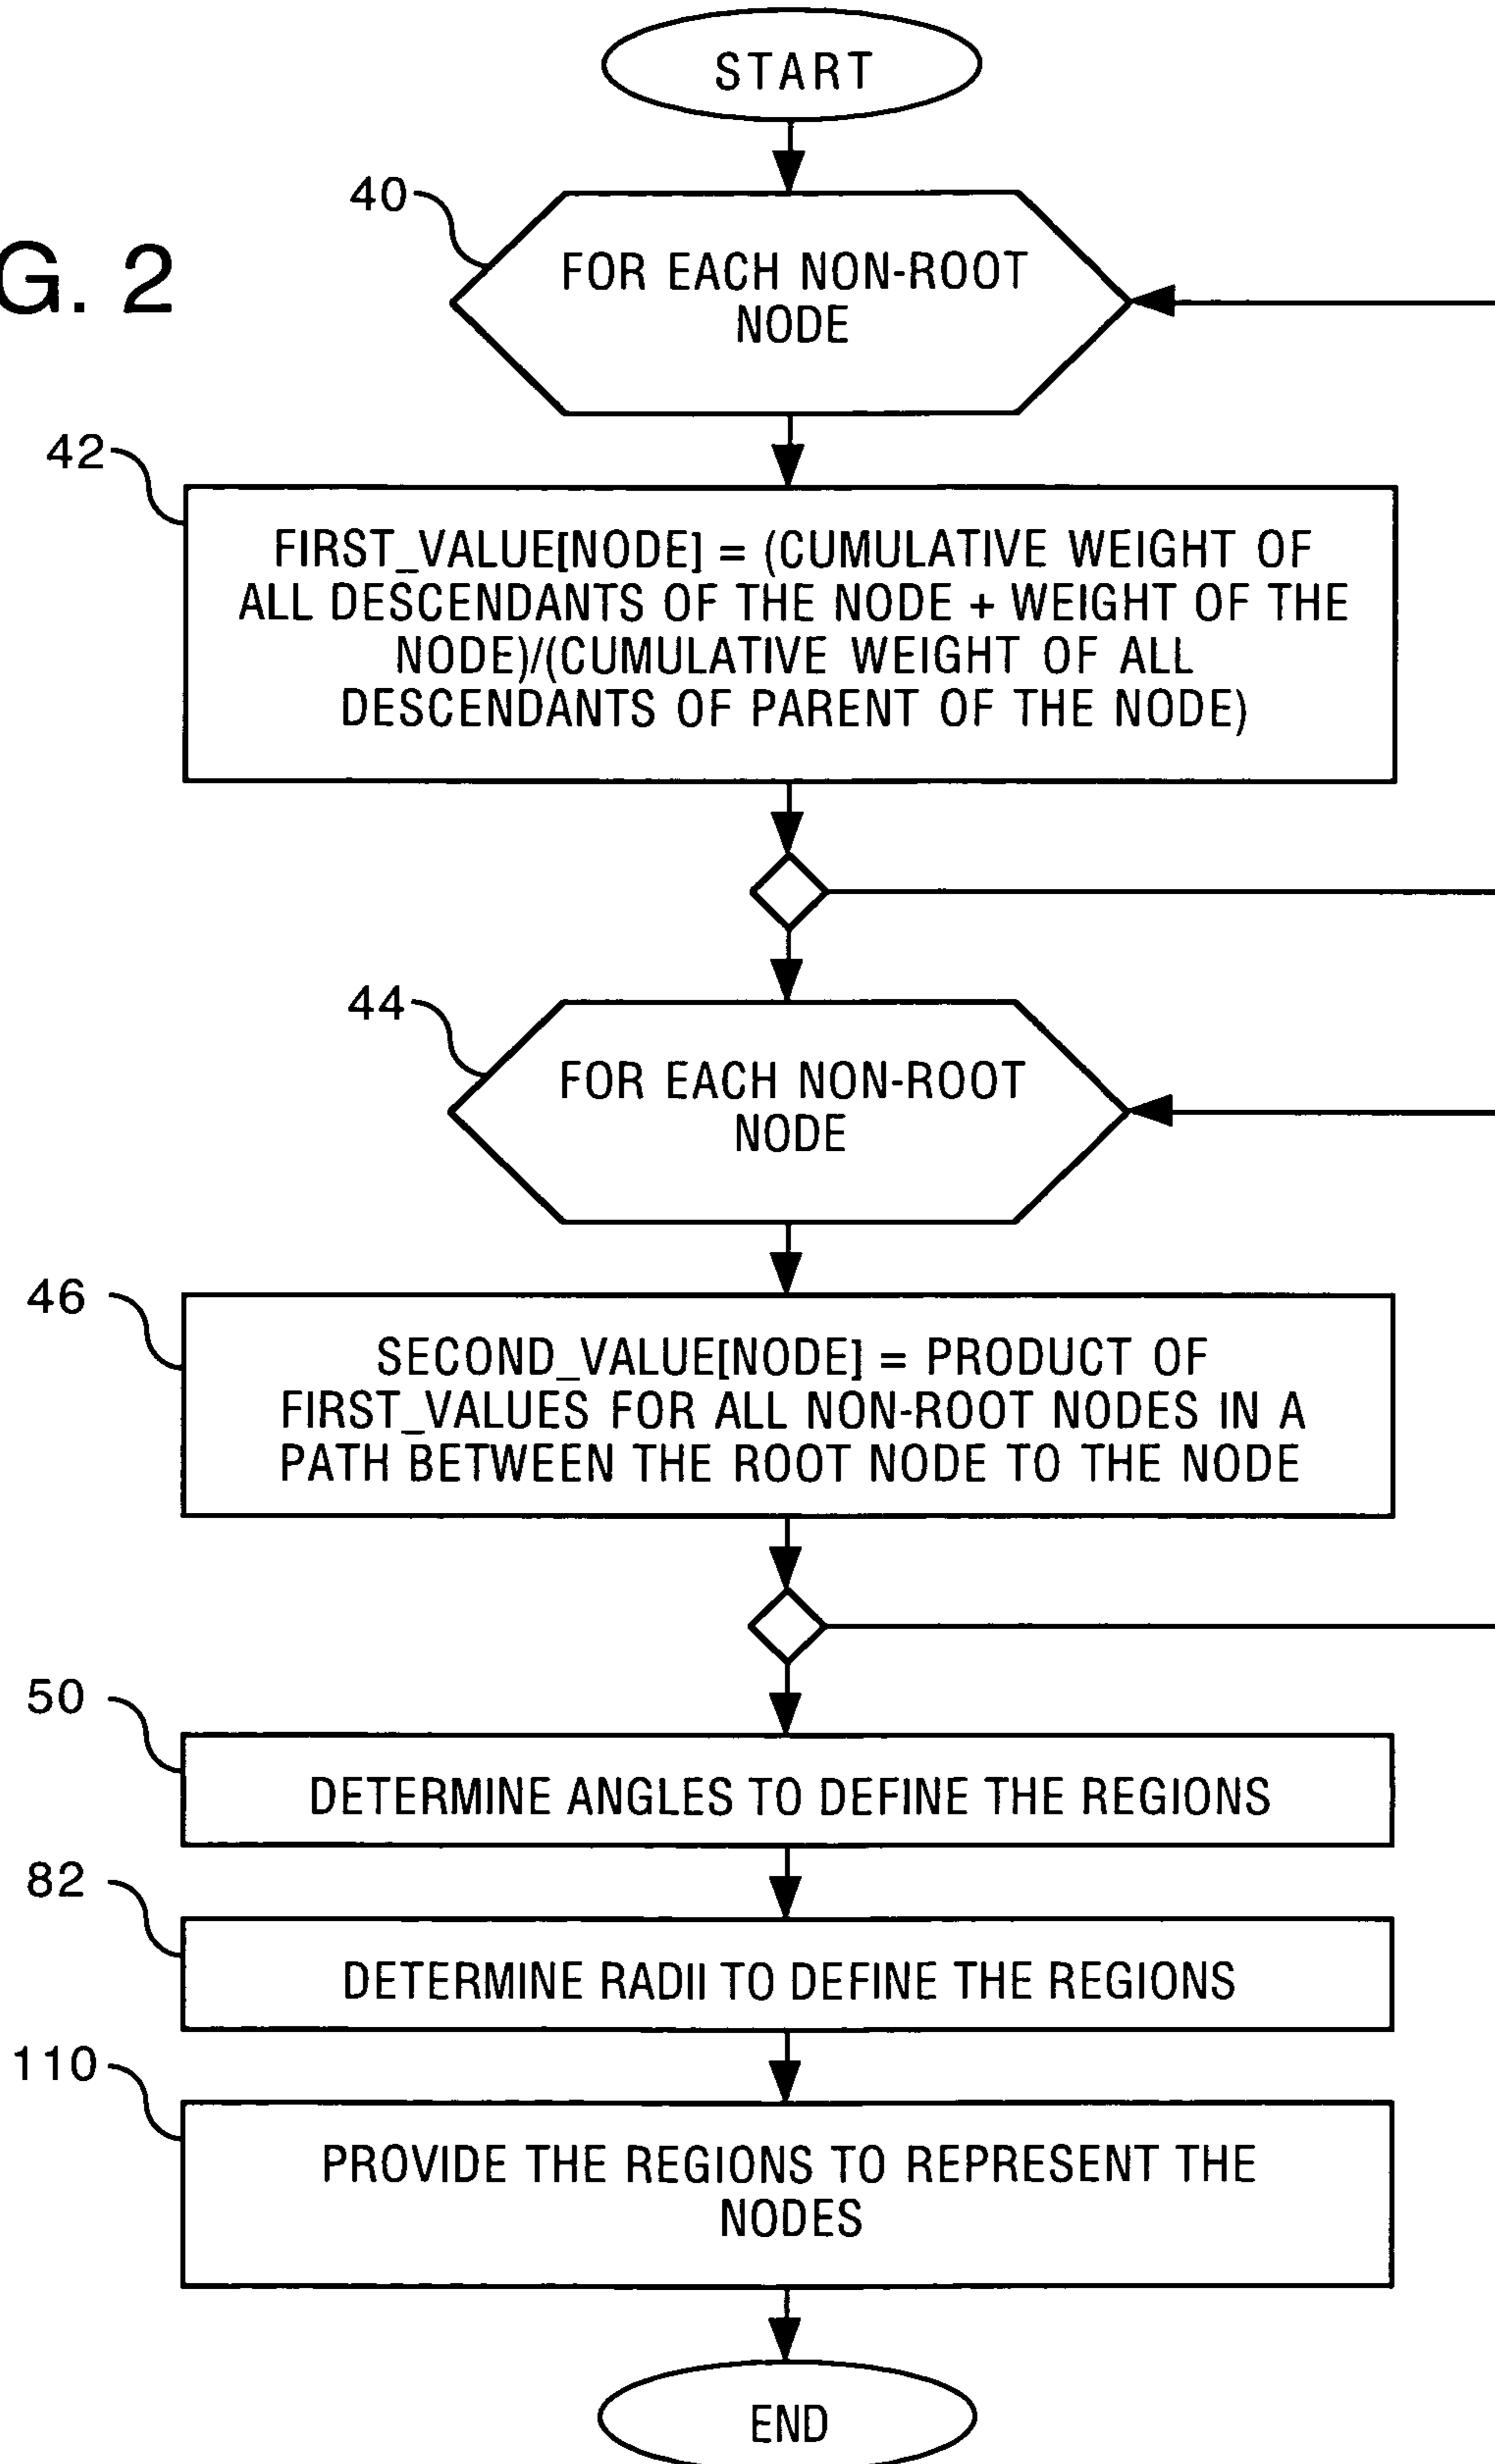 START
40
FOR EACH NON-ROOT
NODE
G. 2
42
FIRST_VALUE[NODE] = (CUMULATIVE WEIGHT OF
ALL DESCENDANTS OF THE NODE + WEIGHT OF THE
NODE)/(CUMULATIVE WEIGHT OF ALL
DESCENDANTS OF PARENT OF THE NODE)
44
FOR EACH NON-ROOT
NODE
46
SECOND_VALUE[NODE] = PRODUCT OF
FIRST_VALUES FOR ALL NON-ROOT NODES IN A
PATH BETWEEN THE ROOT NODE TO THE NODE
50
DETERMINE ANGLES TO DEFINE THE REGIONS
82
DETERMINE RADII TO DEFINE THE REGIONS
110
PROVIDE THE REGIONS TO REPRESENT THE
NODES
END